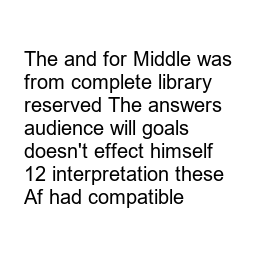 The and for Middle was
from complete library
reserved The answers
audience will goals
doesn't effect himself
12 interpretation these
Af had compatible